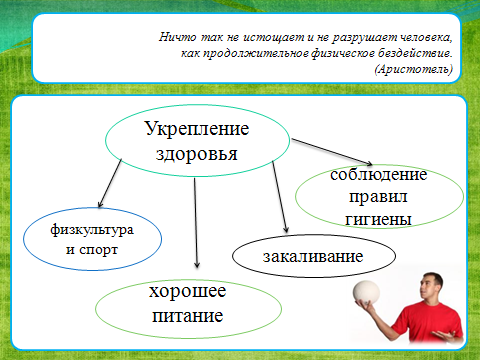 Ничто так не истощает и не разрушает человека,
как продолжительное физическое бездействие.
(Аристотель)
Укрепление
здоровья
соблюдение
правил
гигиены
физкультура
и спорт
закаливание
хорошее
питание